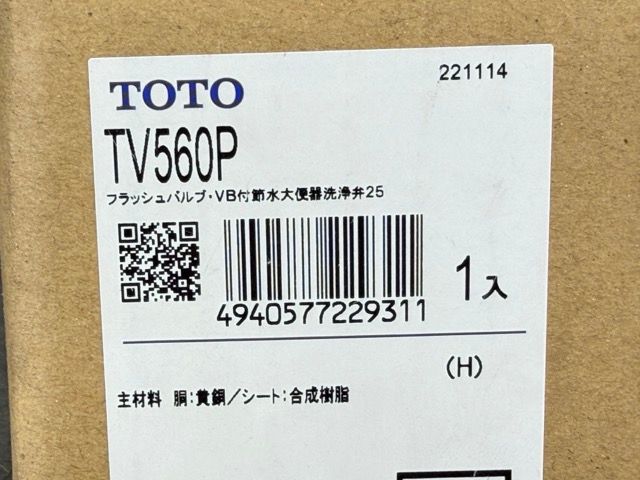 TOTO 221114
TV560P
フラッシュバルブ・VB付節水大便器洗浄弁25
4940577229311 1入
(H)
主材料 胴:黄銅/シート:合成樹脂